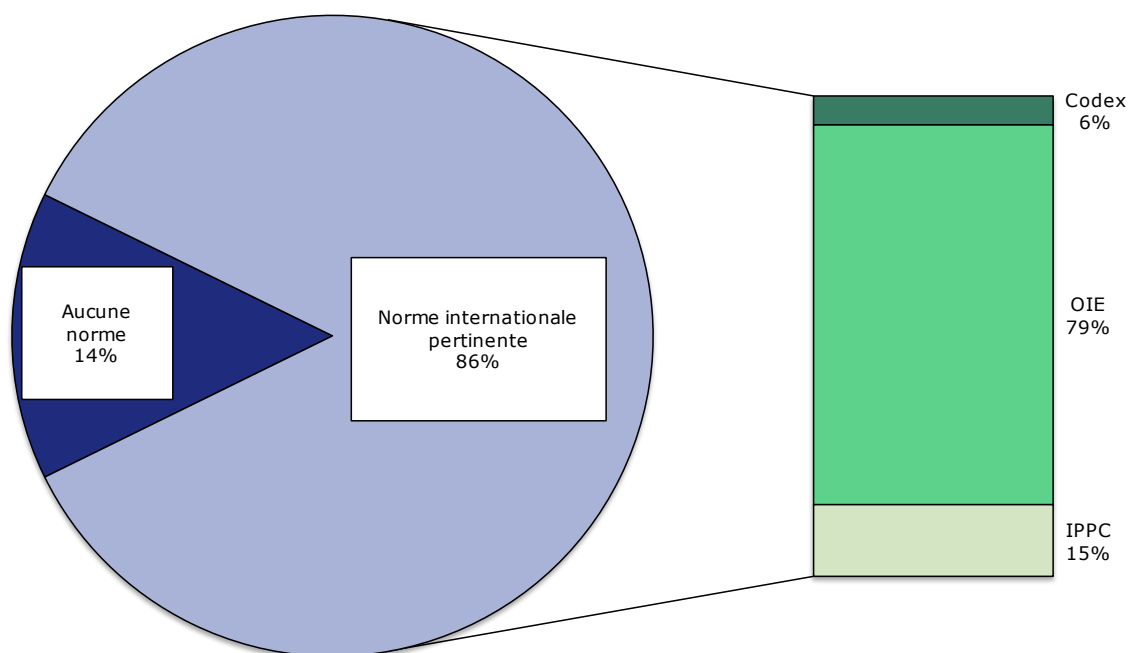 Aucune
norme
14%
Norme internationale
pertinente
86%
Codex
6%
OIE
79%
IPPC
15%